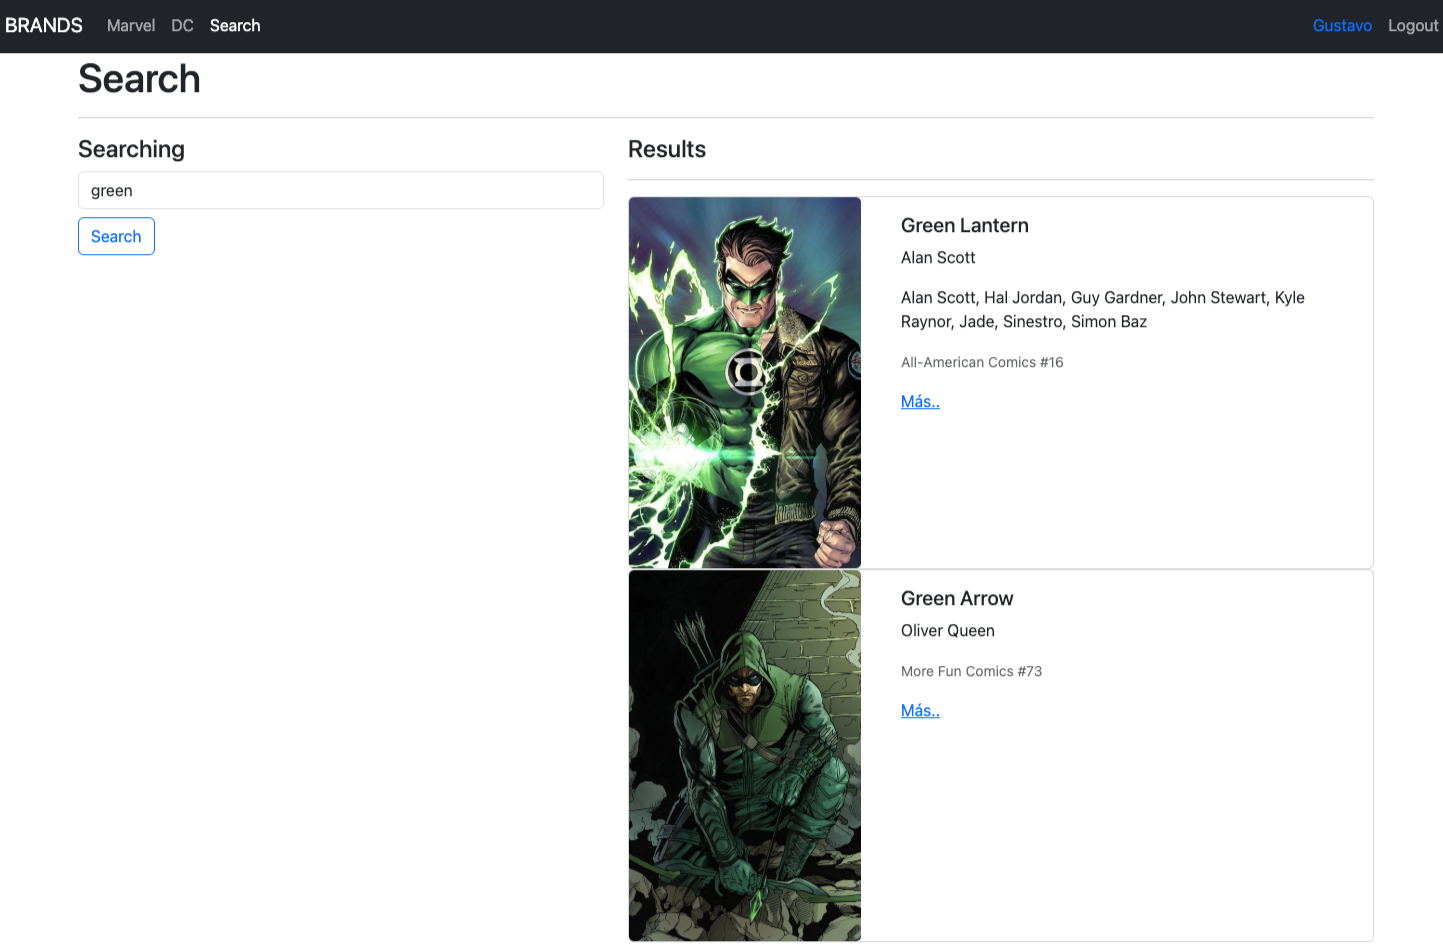 BRANDS Marvel DC Search Gustavo Logout
Search
Searching
green
Search
Results
Green Lantern
Alan Scott
Alan Scott, Hal Jordan, Guy Gardner, John Stewart, Kyle
Raynor, Jade, Sinestro, Simon Baz
All-American Comics #16
Más..
Green Arrow
Oliver Queen
More Fun Comics #73
Más..